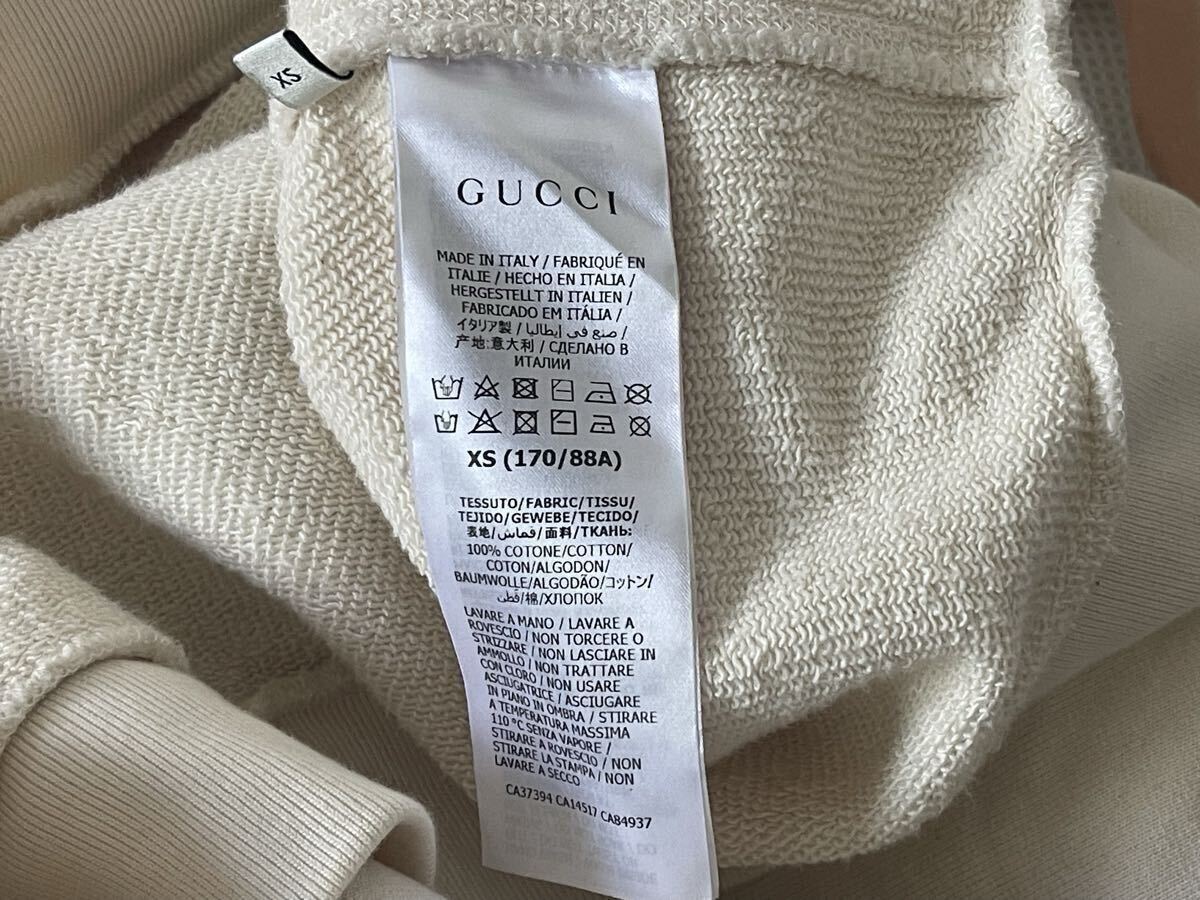 XS
GUCCI
MADE IN ITALY / FABRIQUÉ EN
ITALIE / HECHO EN ITALIA /
HERGESTELLT IN ITALIEN /
FABRICADO EM ITÁLIA /
イタリア製 / صنع في إيطاليا /
产地:意大利 / СДЕЛАНО В
ИТАЛИИ
XS (170/88A)
TESSUTO/FABRIC/TISSU/
TEJIDO/GEWEBE/TECIDO/
表地/قماش/面料/ТКАНЬ:
100% COTONE/COTTON/
COTON/ALGODON/
BAUMWOLLE/ALGODÃO/コットン/
قطن/棉/ХЛОПОК
LAVARE A MANO / LAVARE A
ROVESCIO / NON TORCERE O
STRIZZARE / NON LASCIARE IN
AMMOLLO / NON TRATTARE
CON CLORO / NON USARE
ASCIUGATRICE / ASCIUGARE
IN PIANO IN OMBRA / STIRARE
A TEMPERATURA MASSIMA
110 °C SENZA VAPORE /
STIRARE A ROVESCIO / NON
STIRARE LA STAMPA / NON
LAVARE A SECCO
CA37394 CA14517 CA84937